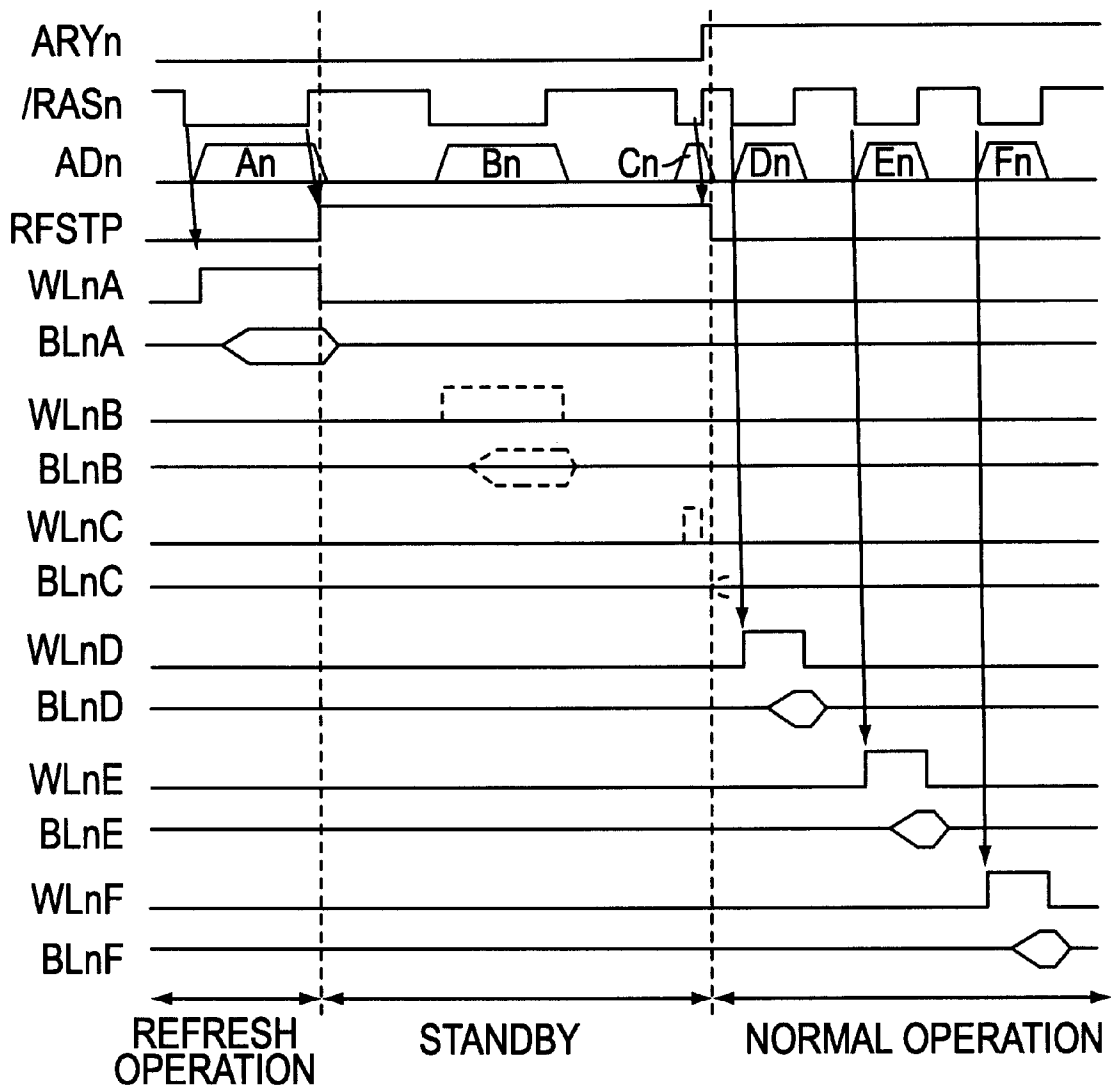 ARYn
/RASn
ADn An Bn Cn Dn En Fn
RFSTP
WLnA
BLnA
WLnB
BLnB
WLnC
BLnC
WLnD
BLnD
WLnE
BLnE
WLnF
BLnF
REFRESH
OPERATION
STANDBY
NORMAL OPERATION